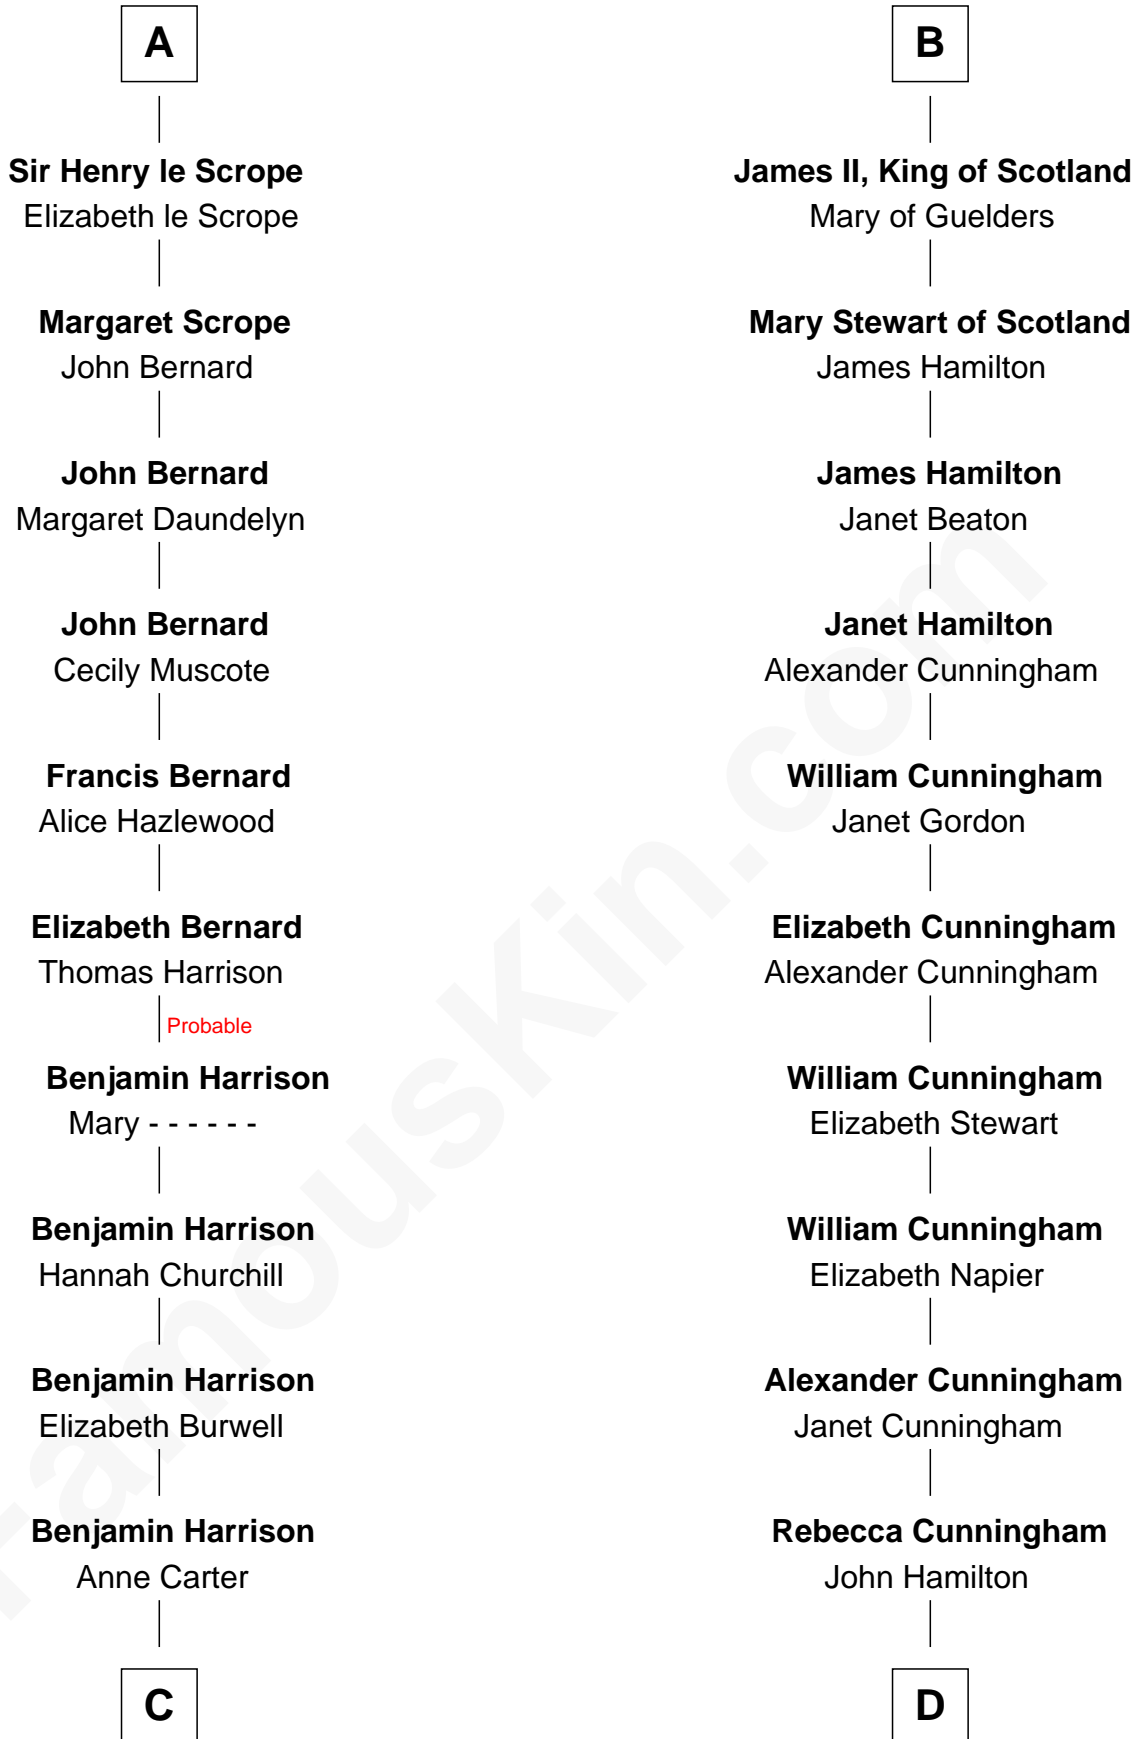 A
Sir Henry le Scrope
Elizabeth le Scrope
Margaret Scrope
John Bernard
John Bernard
Margaret Daundelyn
John Bernard
Cecily Muscote
Francis Bernard
Alice Hazlewood
Elizabeth Bernard
Thomas Harrison
Probable
Benjamin Harrison
Mary - - - - - -
Benjamin Harrison
Hannah Churchill
Benjamin Harrison
Elizabeth Burwell
Benjamin Harrison
Anne Carter
C
B
James II, King of Scotland
Mary of Guelders
Mary Stewart of Scotland
James Hamilton
James Hamilton
Janet Beaton
Janet Hamilton
Alexander Cunningham
William Cunningham
Janet Gordon
Elizabeth Cunningham
Alexander Cunningham
William Cunningham
Elizabeth Stewart
William Cunningham
Elizabeth Napier
Alexander Cunningham
Janet Cunningham
Rebecca Cunningham
John Hamilton
D
FamousKin.com